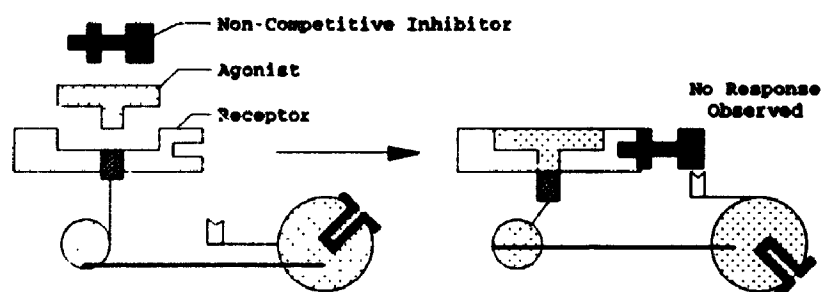 Non-Competitive Inhibitor
Agonist
Receptor
No Response
Observed